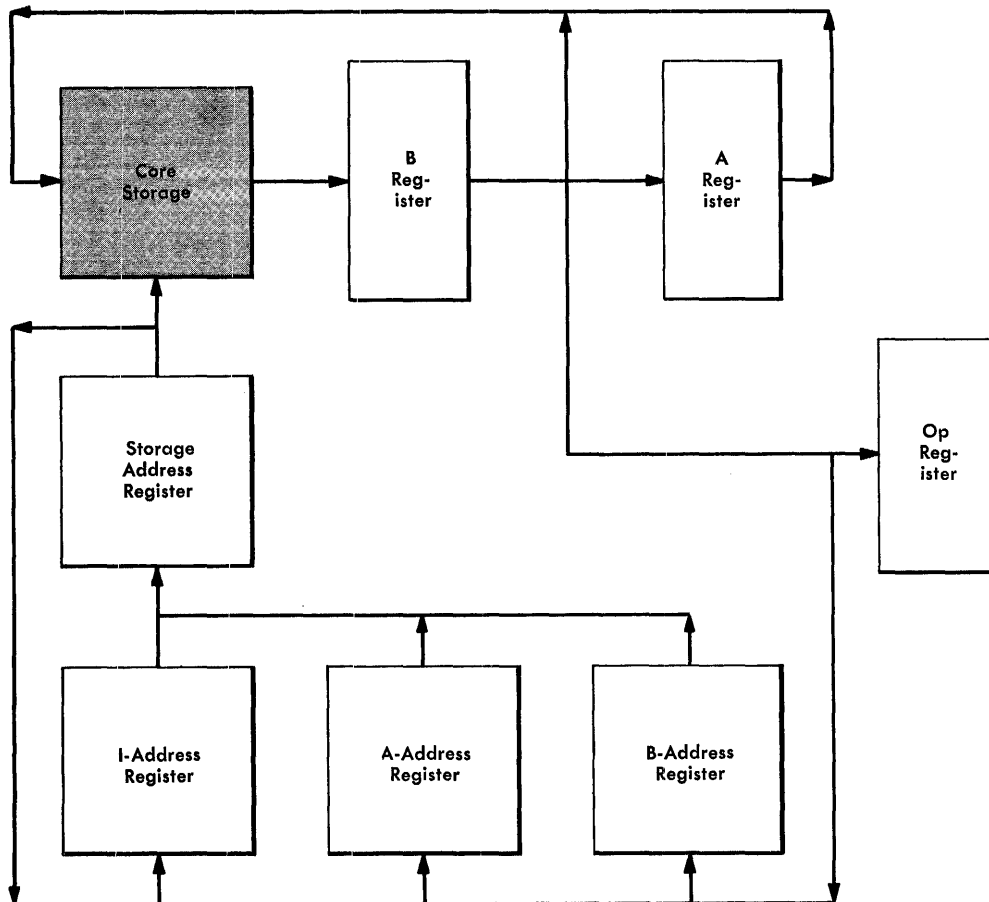 Core
Storage
B
Reg-
ister
A
Reg-
ister
Op
Reg-
ister
Storage
Address
Register
I-Address
Register
A-Address
Register
B-Address
Register